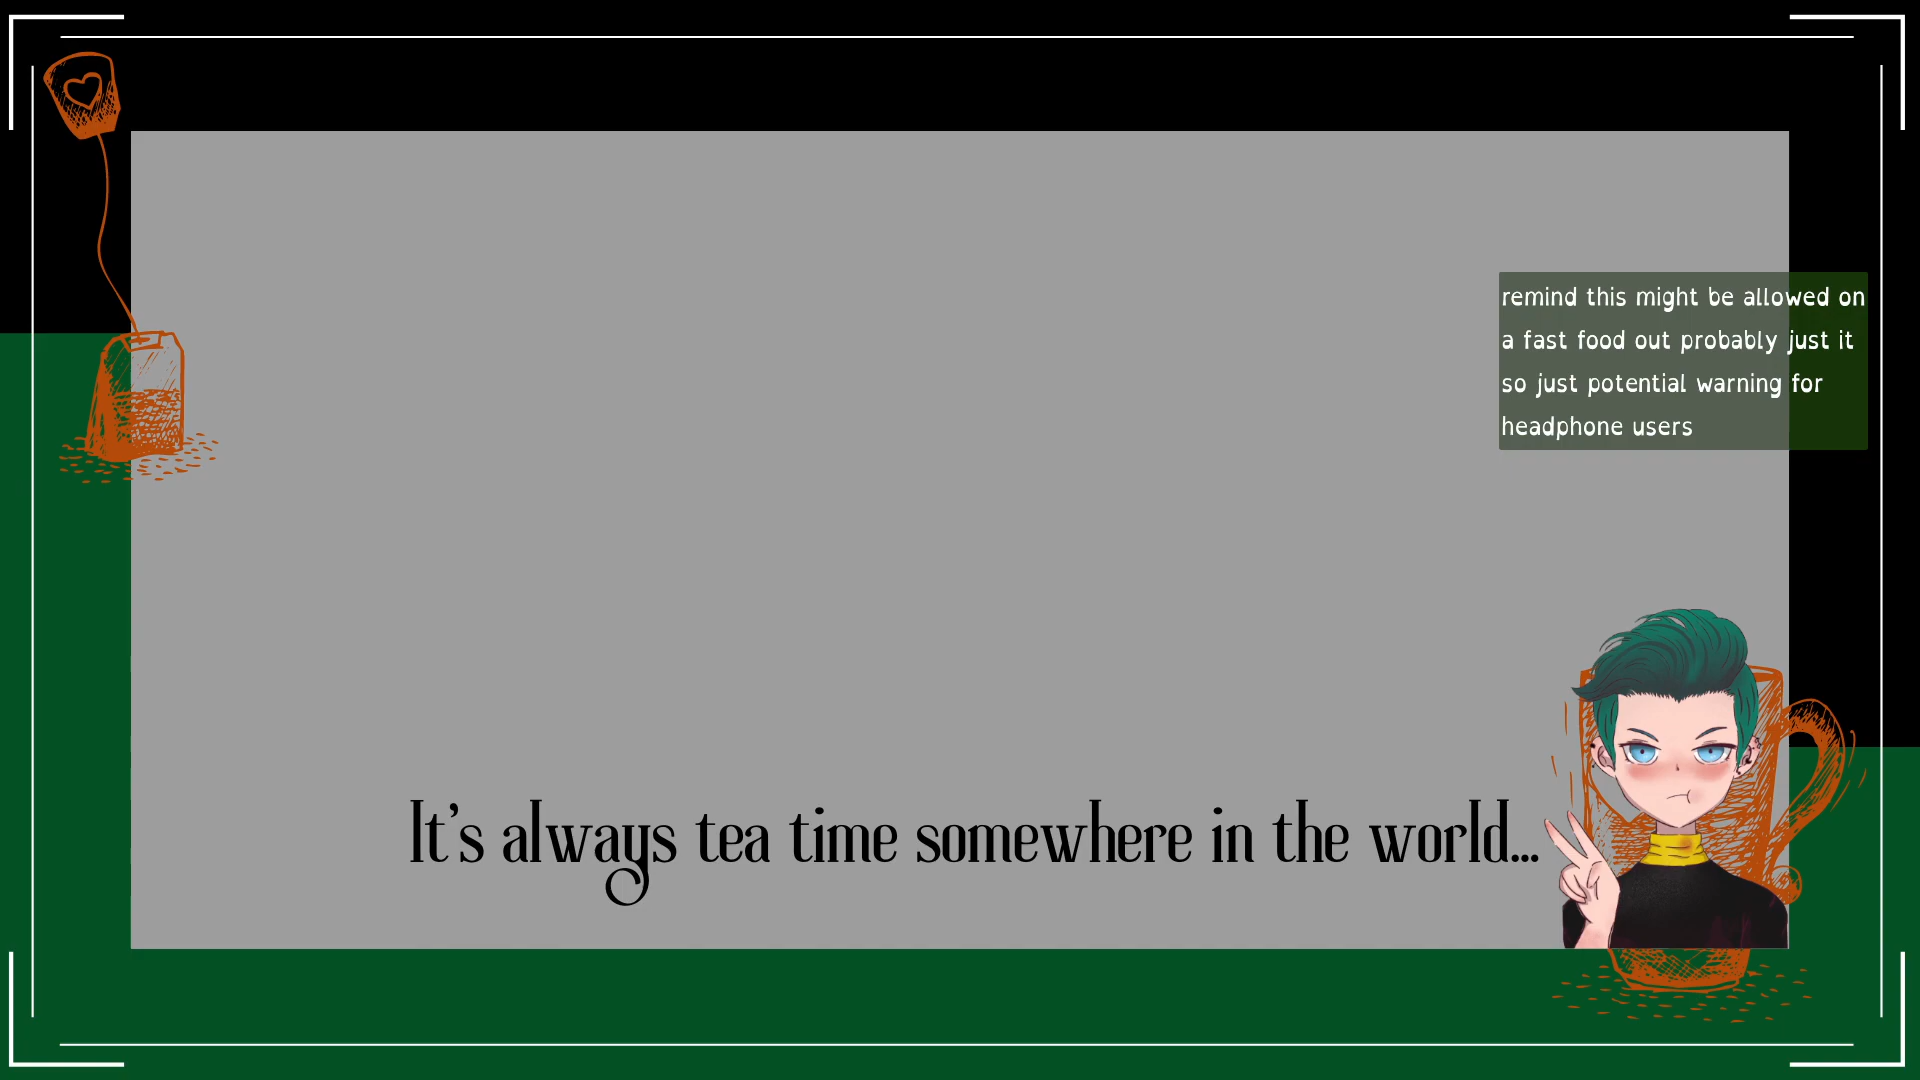 remind this might be allowed on
a fast food out probably just it
so just potential warning for
headphone users
It's always tea time somewhere in the world...